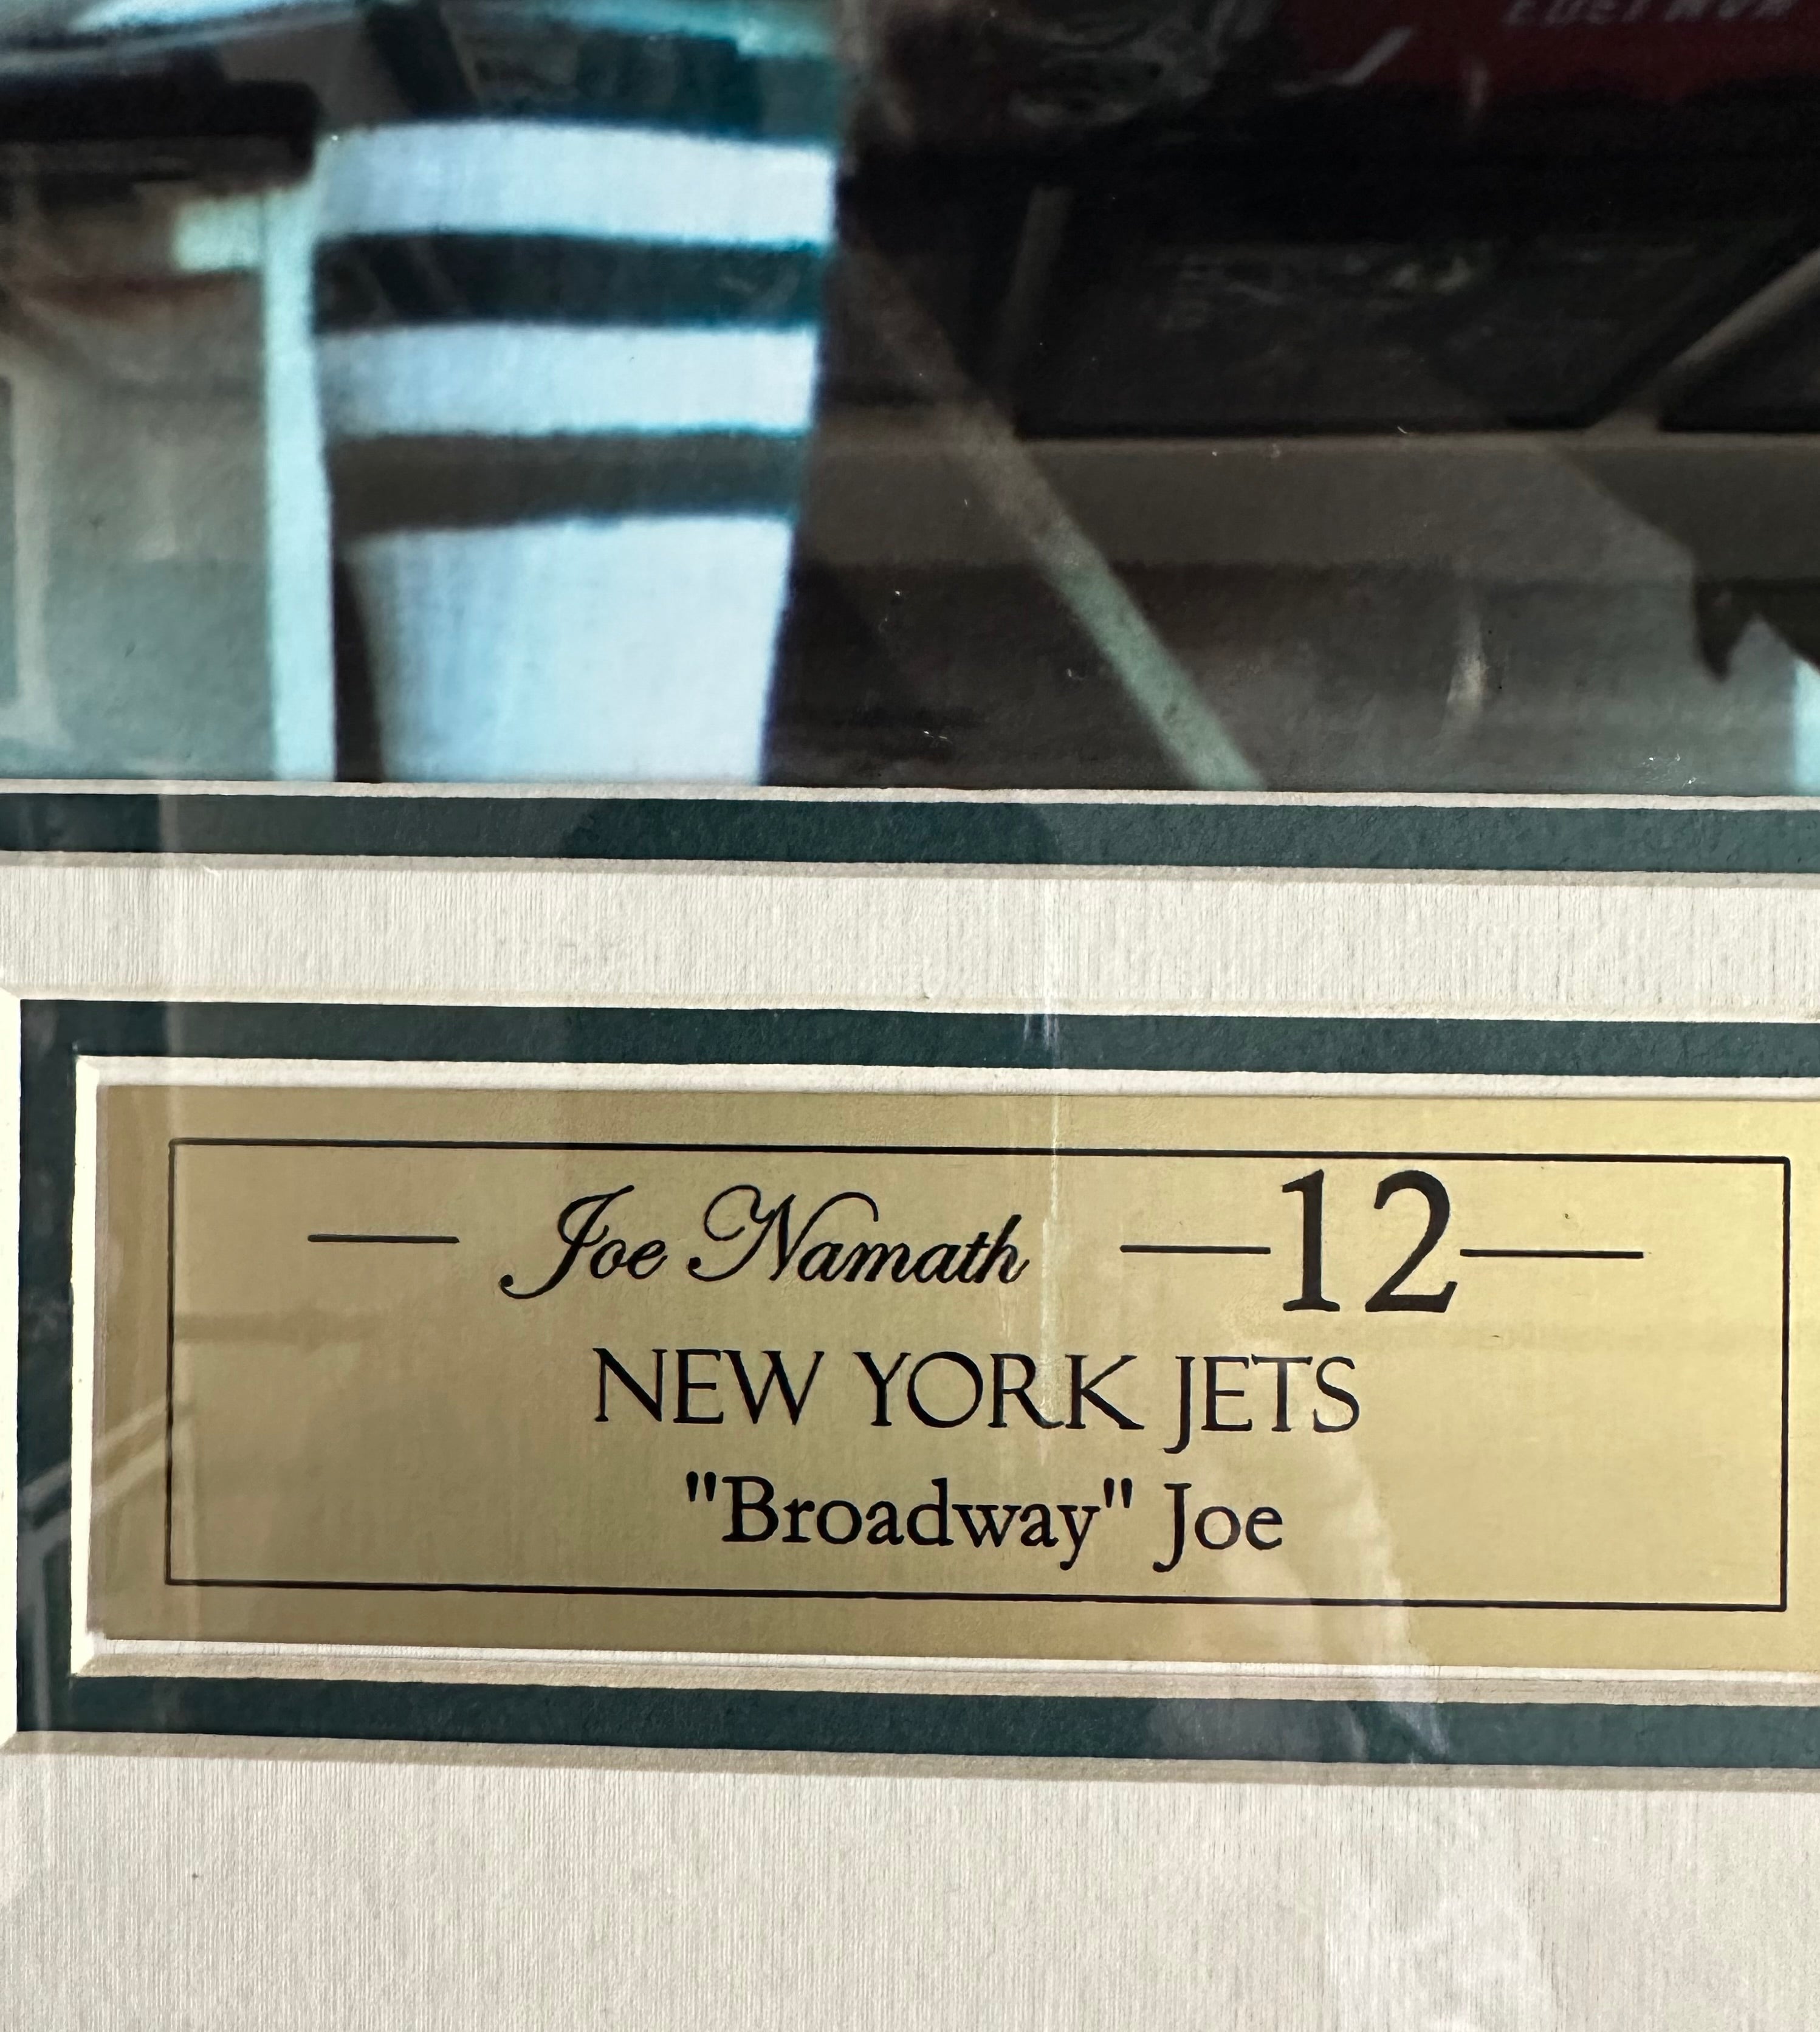 — Joe Namath —12—
NEW YORK JETS
"Broadway" Joe